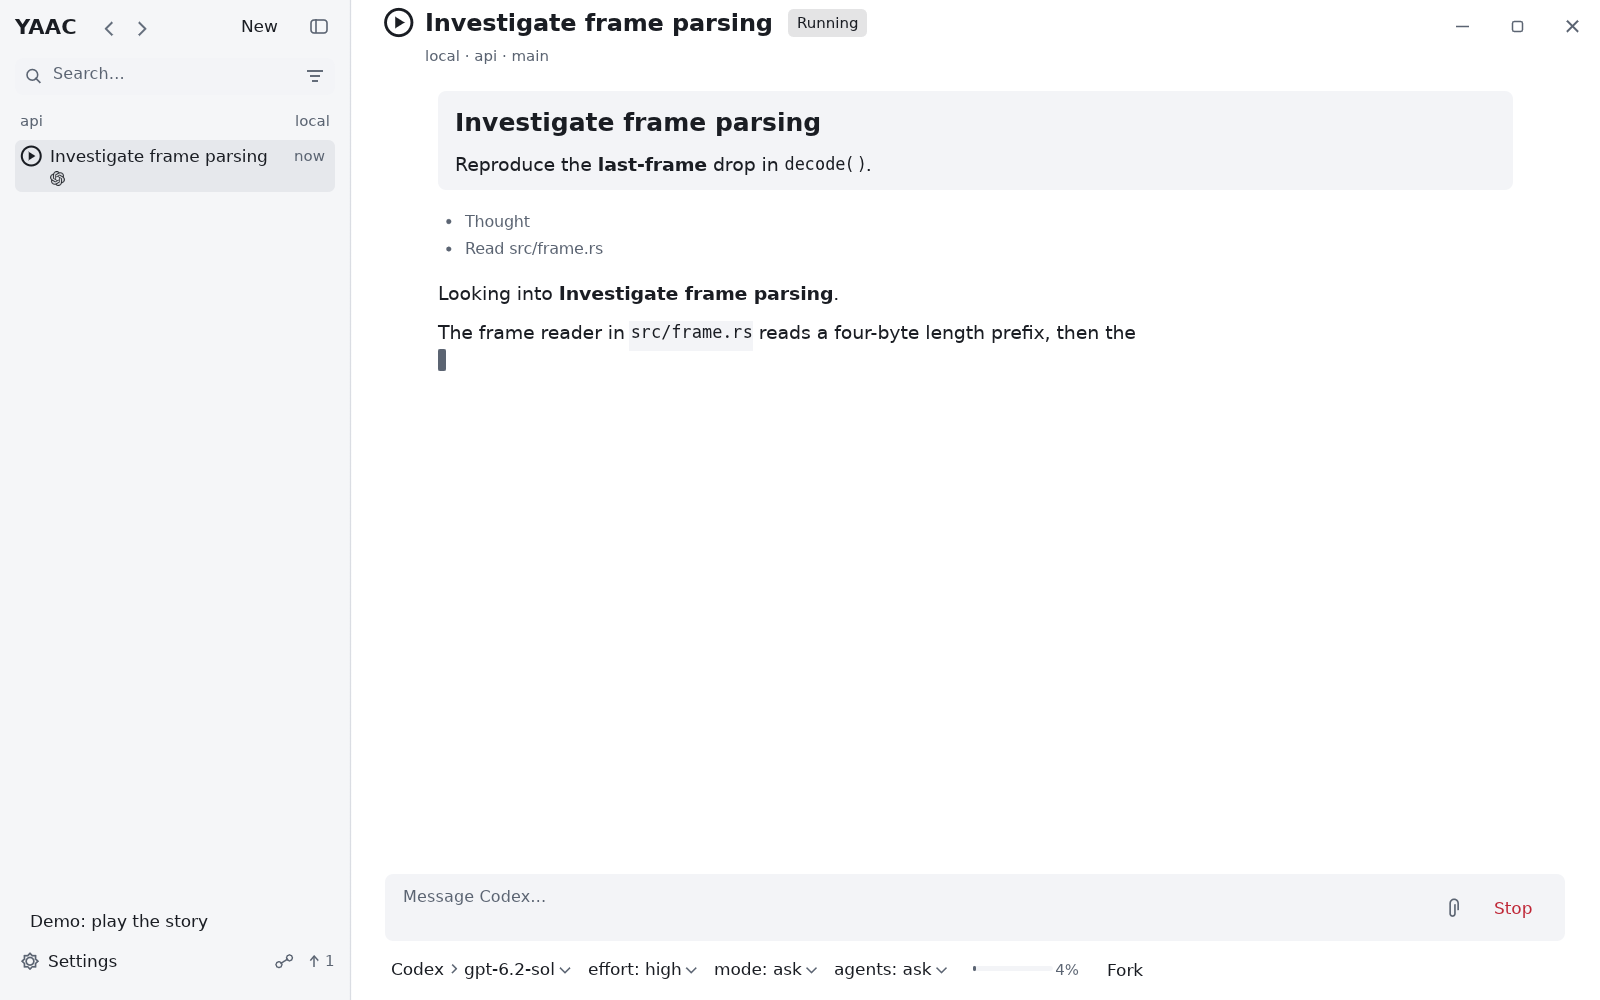 YAAC
New
Search...
api local
Investigate frame parsing now
Demo: play the story
Settings
1
Investigate frame parsing Running
local · api · main
Investigate frame parsing
Reproduce the last-frame drop in decode().
• Thought
• Read src/frame.rs
Looking into Investigate frame parsing.
The frame reader in src/frame.rs reads a four-byte length prefix, then the
Message Codex...
Stop
Codex gpt-6.2-sol effort: high mode: ask agents: ask 4% Fork